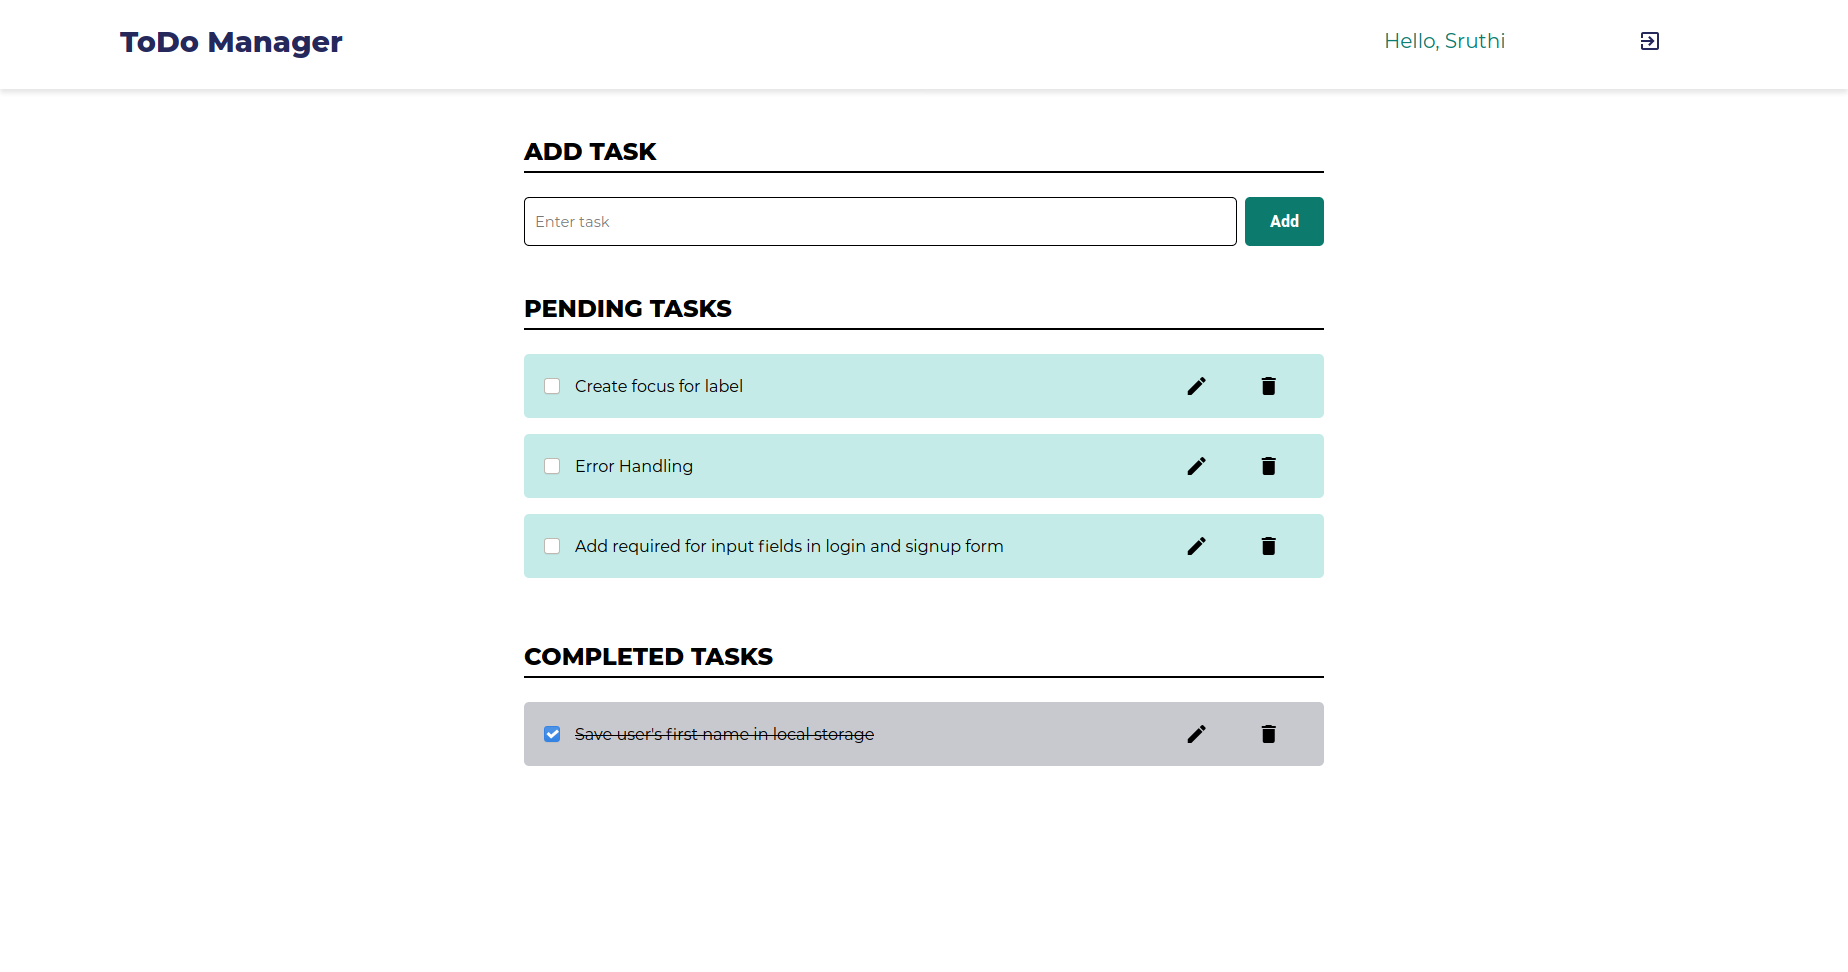 ToDo Manager
Hello, Sruthi
ADD TASK
Enter task
Add
PENDING TASKS
Create focus for label
Error Handling
Add required for input fields in login and signup form
COMPLETED TASKS
Save user's first name in local storage